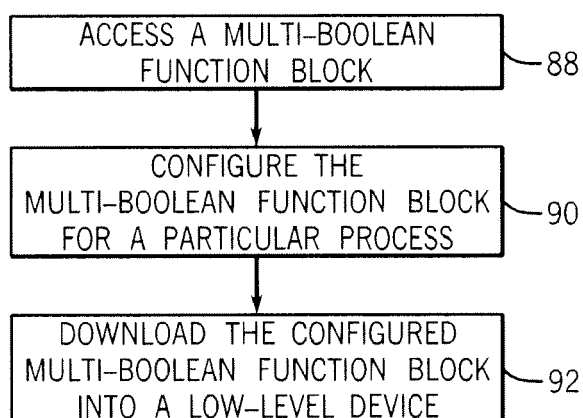 ACCESS A MULTI–BOOLEAN
FUNCTION BLOCK
88
CONFIGURE THE
MULTI–BOOLEAN FUNCTION BLOCK
FOR A PARTICULAR PROCESS
90
DOWNLOAD THE CONFIGURED
MULTI–BOOLEAN FUNCTION BLOCK
INTO A LOW–LEVEL DEVICE
92